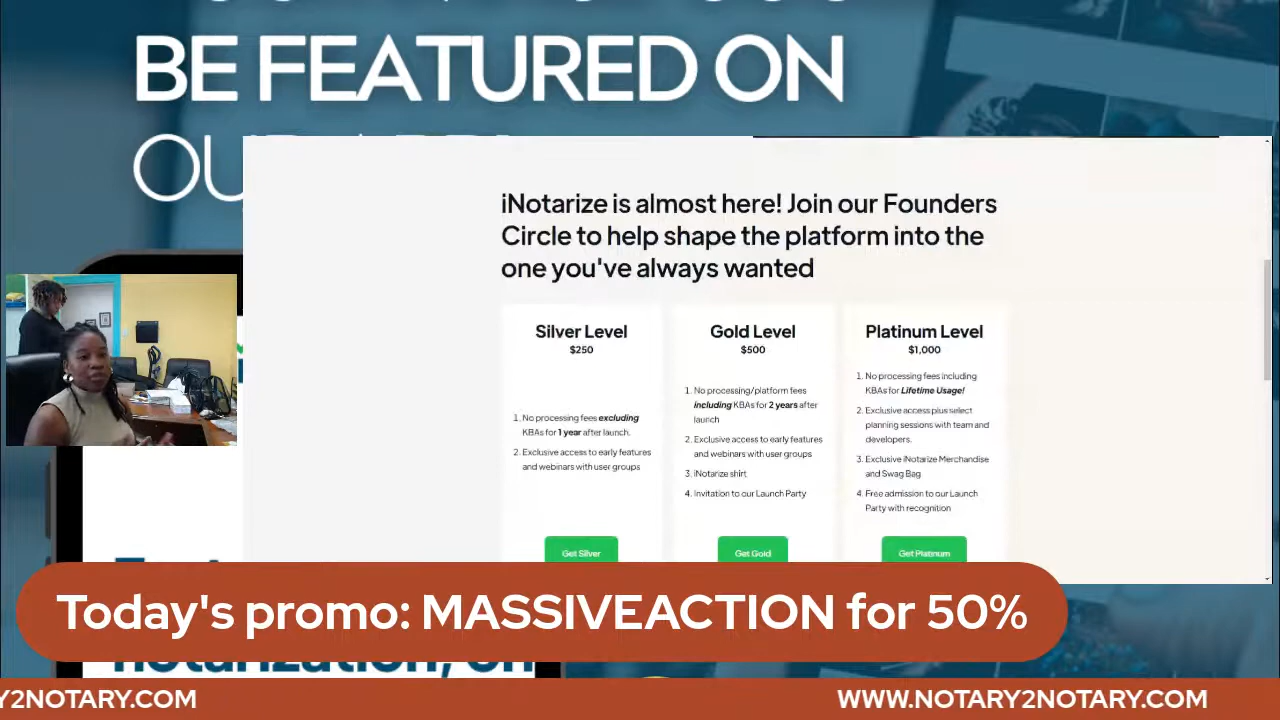 BE FEATURED ON
iNotarize is almost here! Join our Founders
Circle to help shape the platform into the
one you've always wanted
Silver Level
$250
1. No processing fees excluding
KBAs for 1 year after launch.
2. Exclusive access to early features
and webinars with user groups
Get Silver
Gold Level
$500
1. No processing/platform fees
including KBAs for 2 years after
launch
2. Exclusive access to early features
and webinars with user groups
3. iNotarize shirt
4. Invitation to our Launch Party
Get Gold
Platinum Level
$1,000
1. No processing fees including
KBAs for Lifetime Usage!
2. Exclusive access plus select
planning sessions with team and
developers.
3. Exclusive iNotarize Merchandise
and Swag Bag
4. Free admission to our Launch
Party with recognition
Get Platinum
Today's promo: MASSIVEACTION for 50%
notarization, on
Y2NOTARY.COM WWW.NOTARY2NOTARY.COM